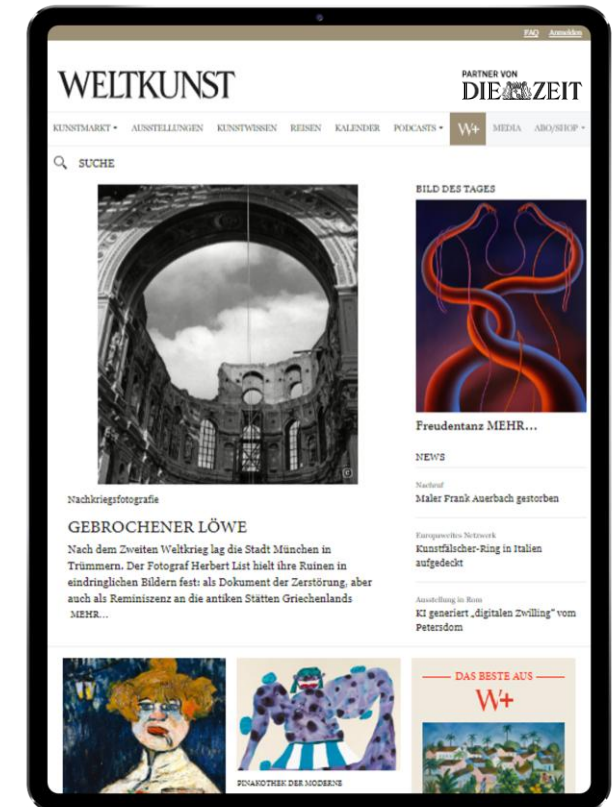 FAQ Anmelden
WELTKUNST
PARTNER VON
DIE ZEIT
KUNSTMARKT AUSSTELLUNGEN KUNSTWISSEN REISEN KALENDER PODCASTS W+ MEDIA ABO/SHOP
SUCHE
Nachkriegsfotografie
GEBROCHENER LÖWE
Nach dem Zweiten Weltkrieg lag die Stadt München in
Trümmern. Der Fotograf Herbert List hielt ihre Ruinen in
eindringlichen Bildern fest: als Dokument der Zerstörung, aber
auch als Reminiszenz an die antiken Stätten Griechenlands
MEHR...
BILD DES TAGES
Freudentanz MEHR...
NEWS
Nachruf
Maler Frank Auerbach gestorben
Europaweites Netzwerk
Kunstfälscher-Ring in Italien
aufgedeckt
Ausstellung in Rom
KI generiert „digitalen Zwilling“ vom
Petersdom
PINAKOTHEK DER MODERNE
DAS BESTE AUS
W+